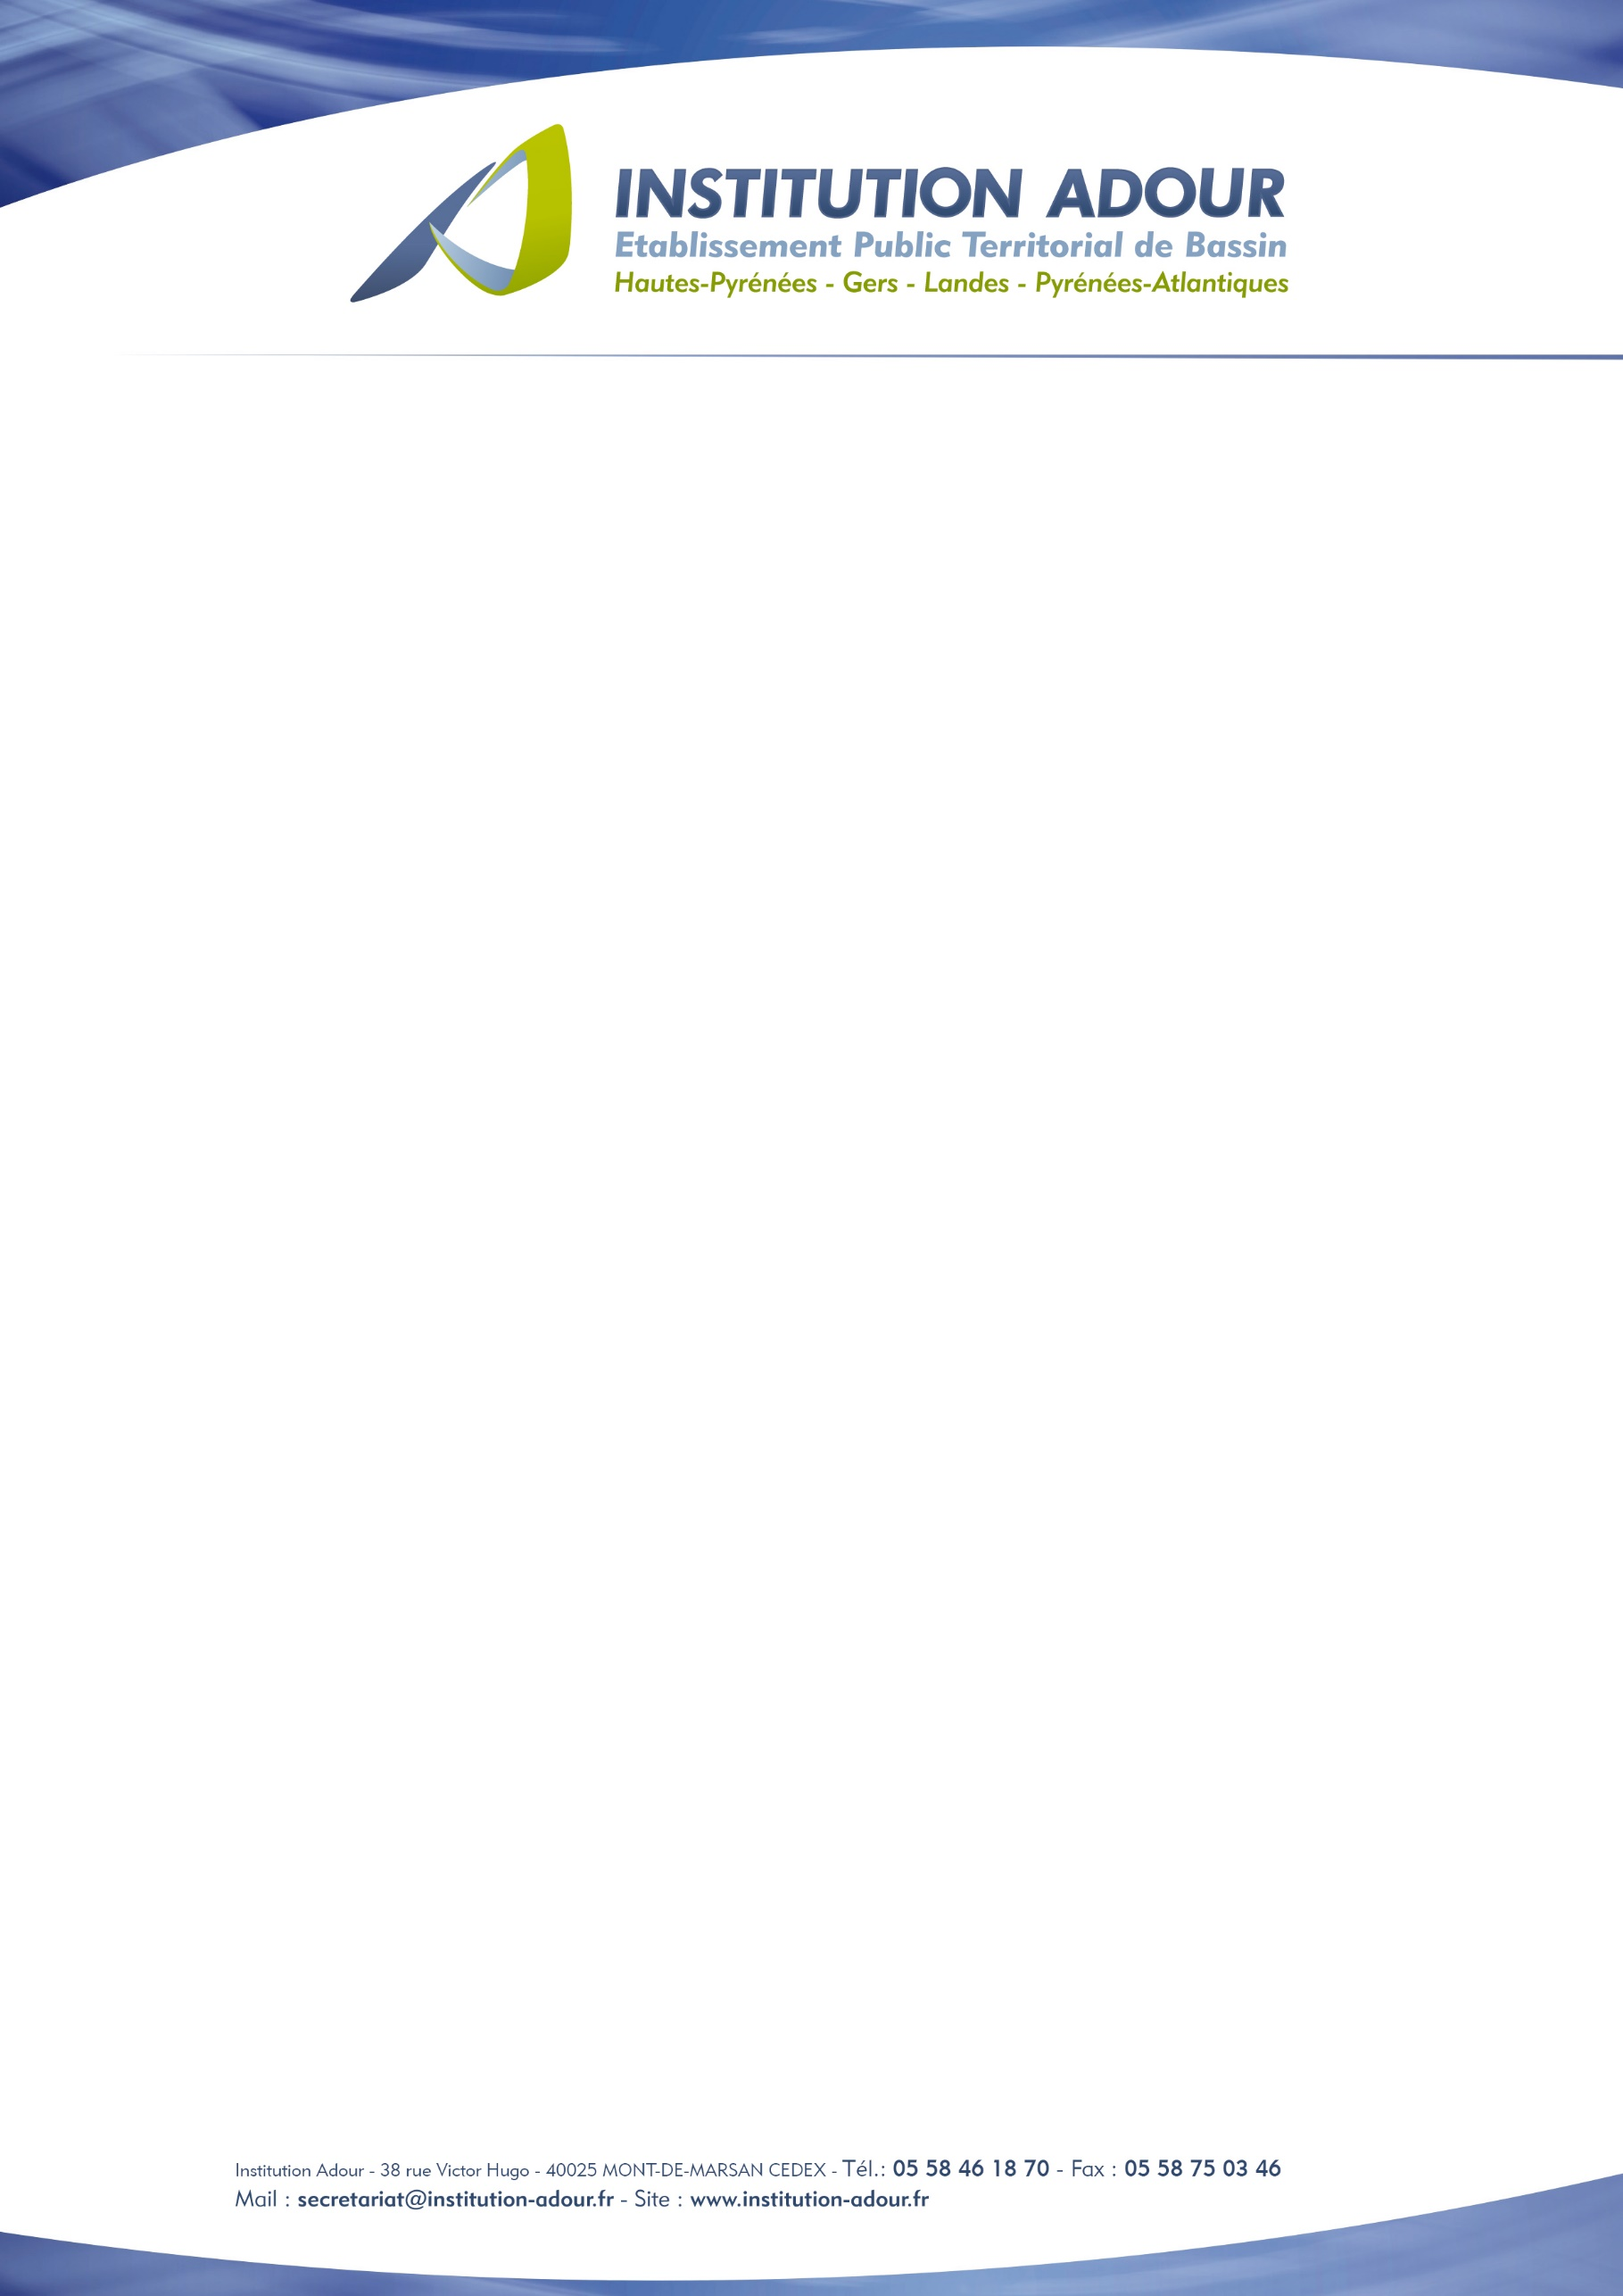 INSTITUTION ADOUR
Etablissement Public Territorial de Bassin
Hautes-Pyrénées - Gers - Landes - Pyrénées-Atlantiques
Institution Adour - 38 rue Victor Hugo - 40025 MONT-DE-MARSAN CEDEX - Tél.: 05 58 46 18 70 - Fax : 05 58 75 03 46
Mail : secretariat@institution-adour.fr - Site : www.institution-adour.fr